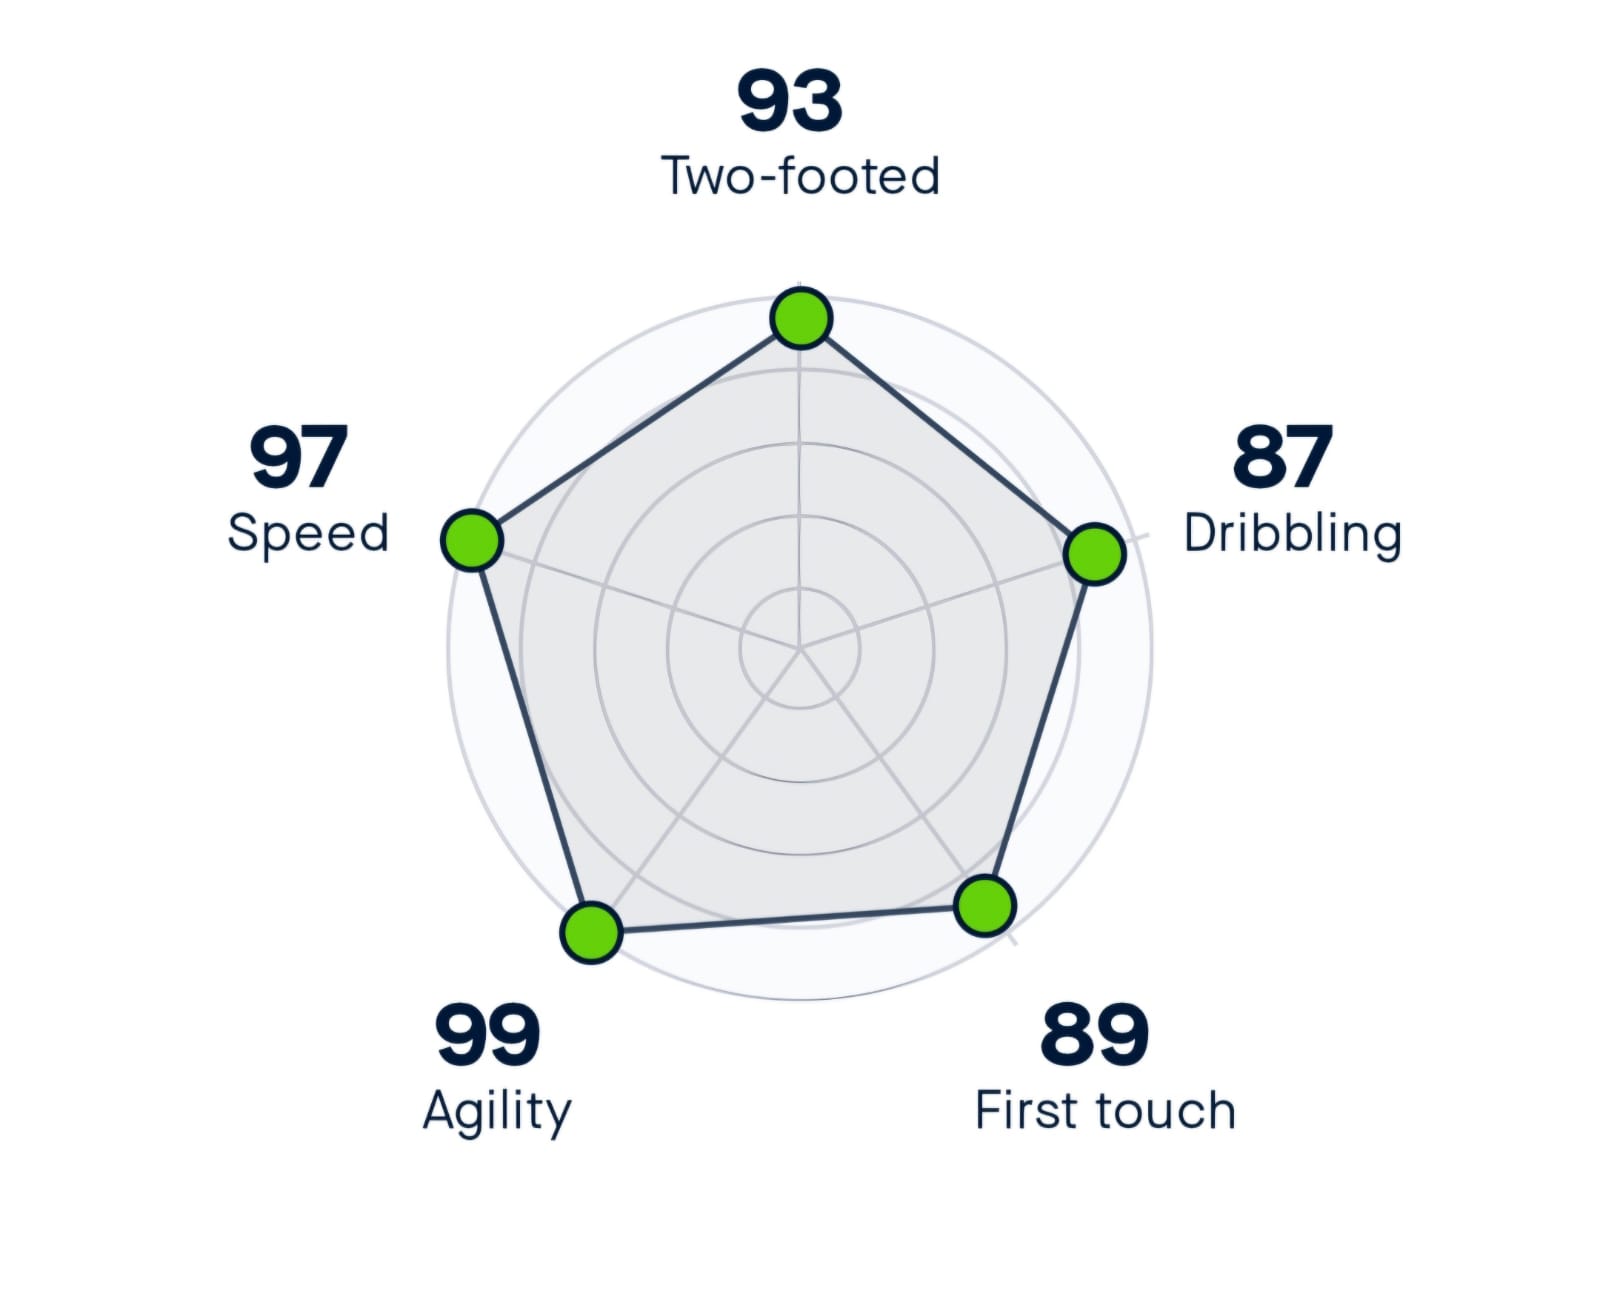 93
Two-footed
97
Speed
87
Dribbling
99
Agility
89
First touch